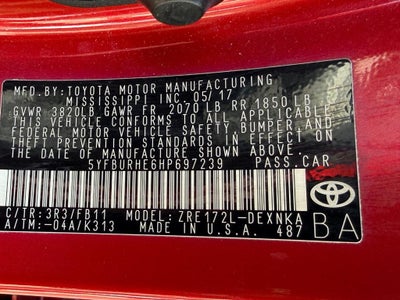 MFD. BY: TOYOTA MOTOR MANUFACTURING
MISSISSIPPI INC. 05/17
GVWR 3820LB GAWR FR 2070 LB RR 1850 LB
THIS VEHICLE CONFORMS TO ALL APPLICABLE
FEDERAL MOTOR VEHICLE SAFETY, BUMPER, AND
THEFT PREVENTION STANDARDS IN EFFECT ON
THE DATE OF MANUFACTURE SHOWN ABOVE.
5YFBURHE6HP697239 PASS.CAR
C/TR: 3R3/FB11 MODEL: ZRE172L-DEXNKA
A/TM: -04A/K313 MADE IN U.S.A. 487
TOYOTA
BA